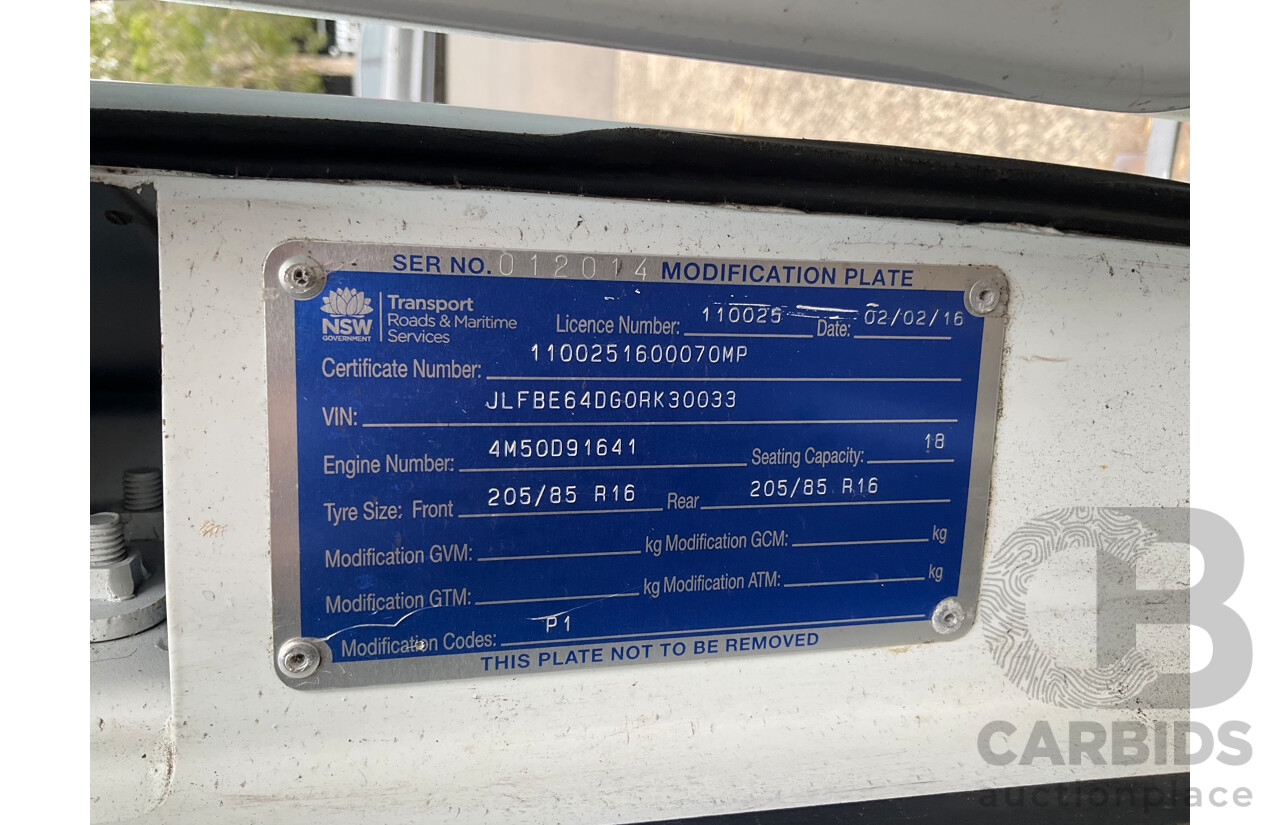 SER NO. 012014 MODIFICATION PLATE
NSW GOVERNMENT
Transport
Roads & Maritime
Services
Licence Number: 110025 Date: 02/02/16
Certificate Number: 1100251600070MP
VIN: JLFBE64DG0RK30033
Engine Number: 4M50D91641 Seating Capacity: 18
Tyre Size: Front 205/85 R16 Rear 205/85 R16
Modification GVM: kg Modification GCM: kg
Modification GTM: kg Modification ATM: kg
Modification Codes: P1
THIS PLATE NOT TO BE REMOVED
CB
CARBIDS
auctionplace